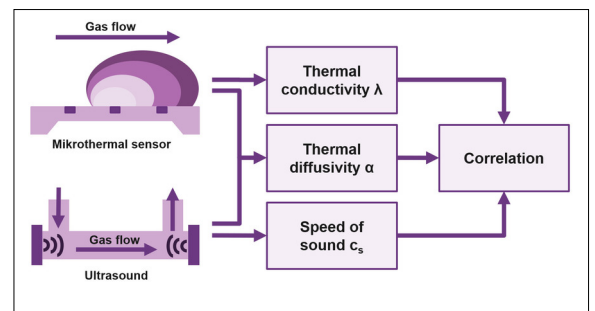 Gas flow
Mikrothermal sensor
Gas flow
Ultrasound
Thermal
conductivity λ
Thermal
diffusivity α
Speed of
sound cₛ
Correlation